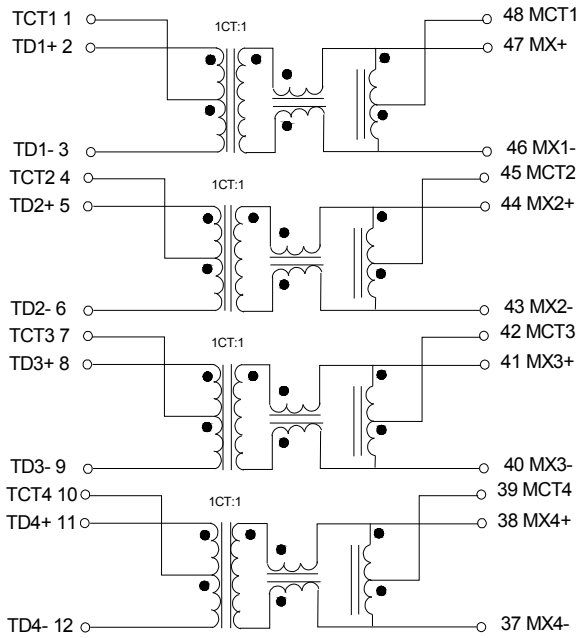 TCT1 1
48 MCT1
1CT:1
TD1+ 2
47 MX+
TD1- 3
46 MX1-
TCT2 4
45 MCT2
1CT:1
TD2+ 5
44 MX2+
TD2- 6
43 MX2-
TCT3 7
42 MCT3
1CT:1
TD3+ 8
41 MX3+
TD3- 9
40 MX3-
TCT4 10
39 MCT4
1CT:1
TD4+ 11
38 MX4+
TD4- 12
37 MX4-